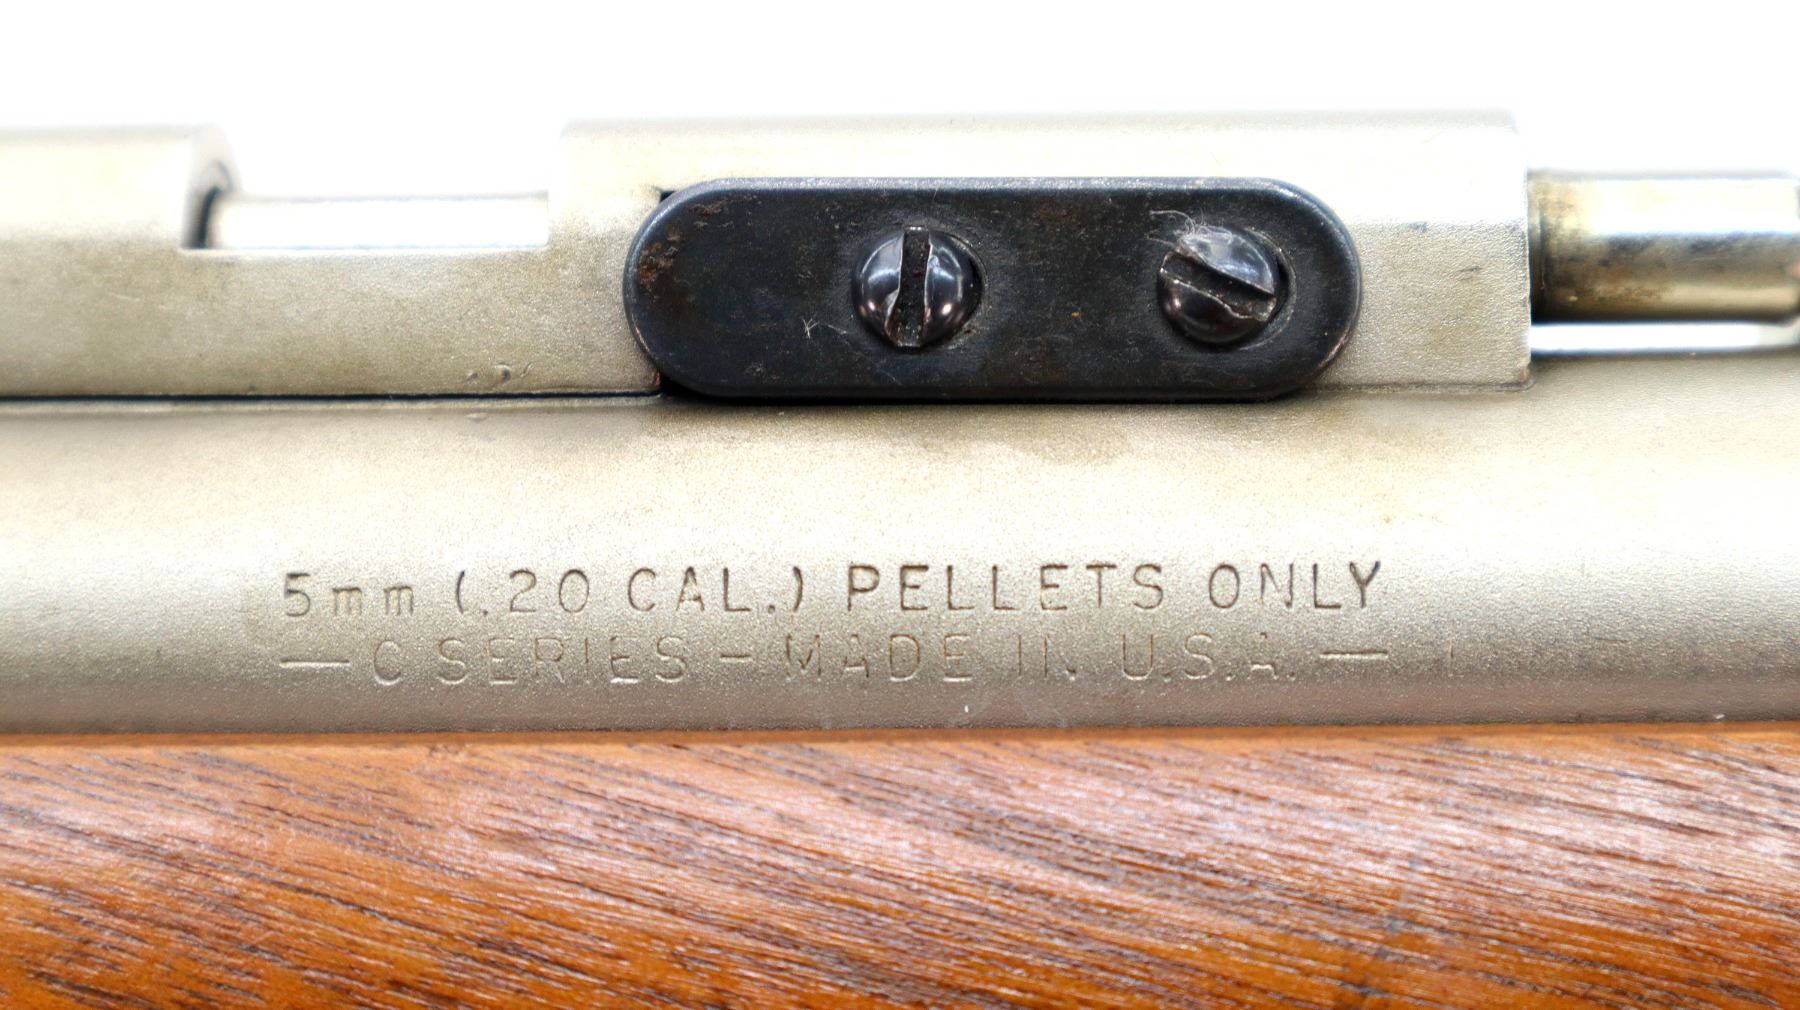 5mm (.20 CAL.) PELLETS ONLY
— C SERIES – MADE IN U.S.A. —